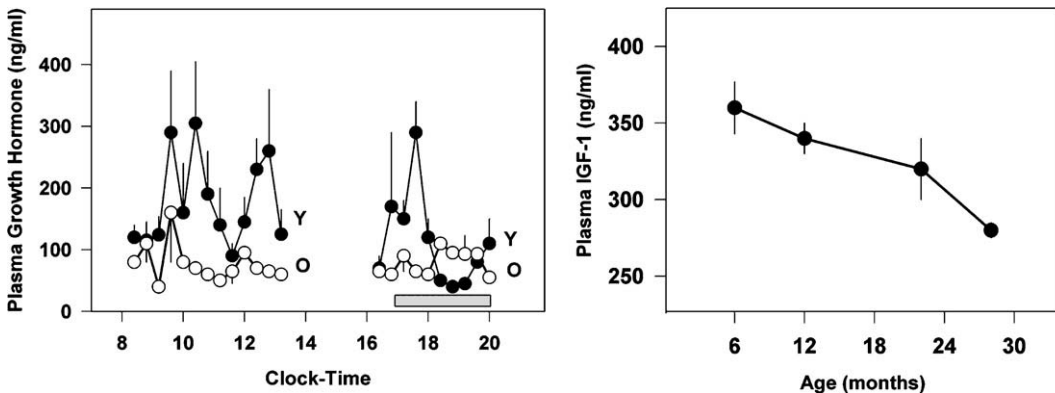 Plasma Growth Hormone (ng/ml)
400
300
200
100
0
Y
O
Y
O
8
10
12
14
16
18
20
Clock-Time
Plasma IGF-1 (ng/ml)
400
350
300
250
6
12
18
24
30
Age (months)